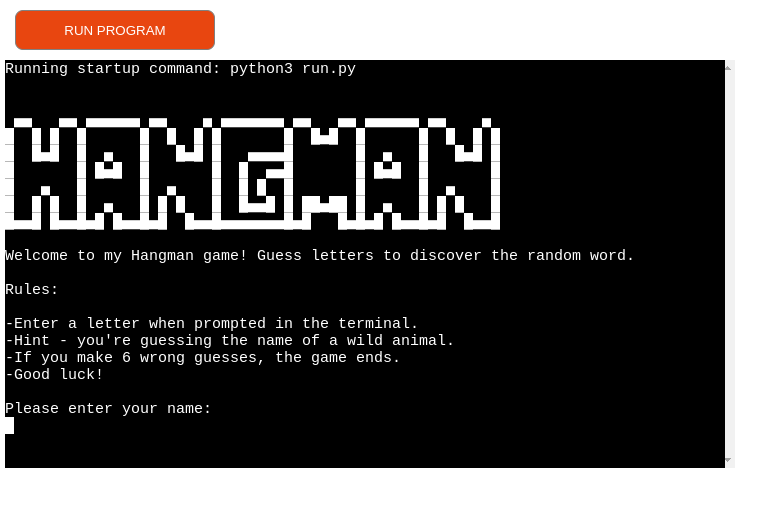 RUN PROGRAM
Running startup command: python3 run.py
HANGMAN
Welcome to my Hangman game! Guess letters to discover the random word.
Rules:
-Enter a letter when prompted in the terminal.
-Hint - you're guessing the name of a wild animal.
-If you make 6 wrong guesses, the game ends.
-Good luck!
Please enter your name: